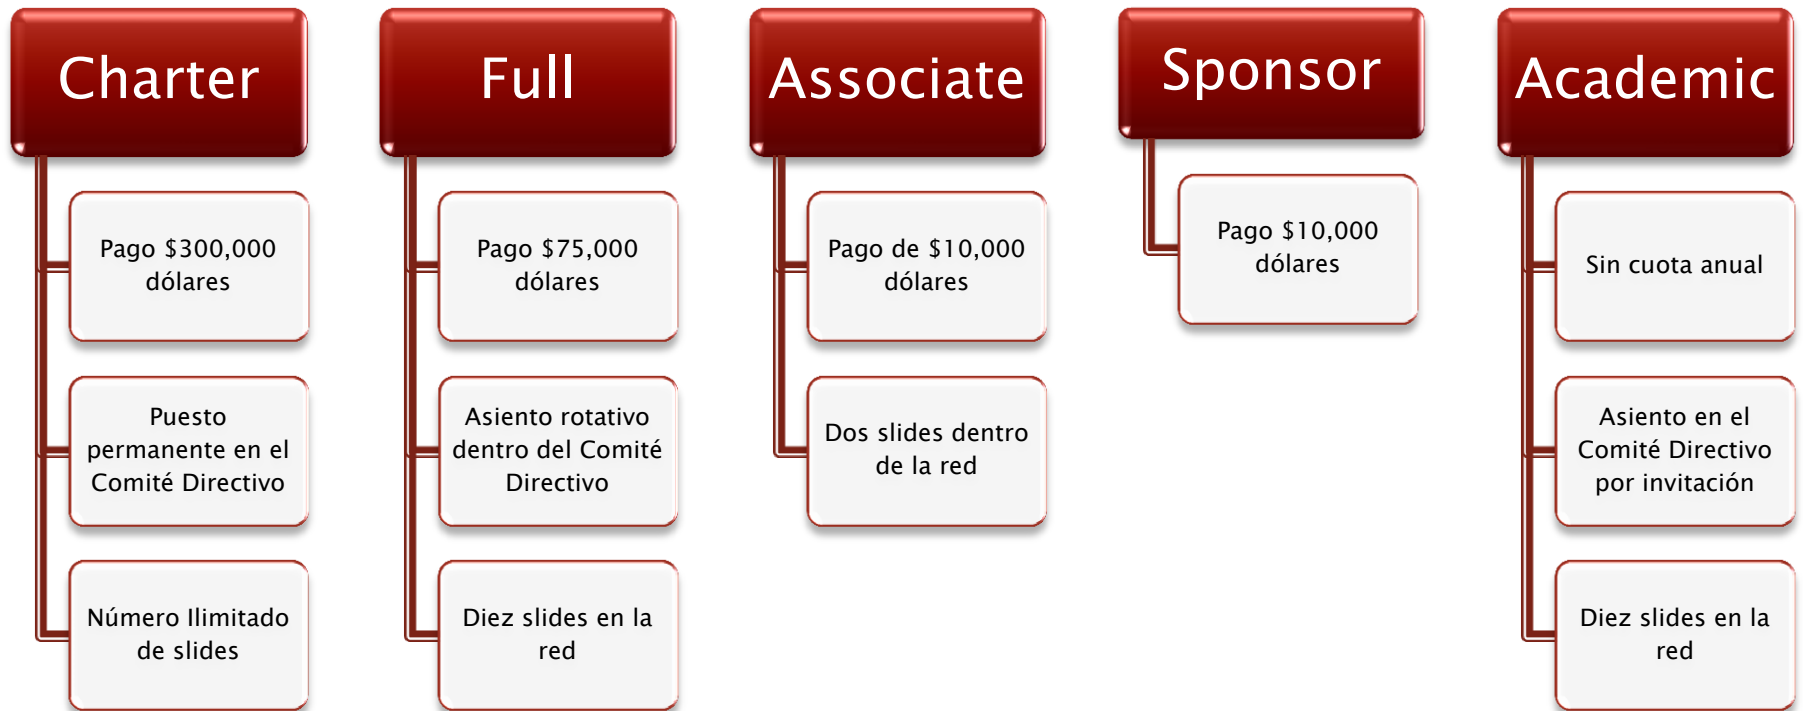 Charter
Pago $300,000
dólares
Puesto
permanente en el
Comité Directivo
Número Ilimitado
de slides
Full
Pago $75,000
dólares
Asiento rotativo
dentro del Comité
Directivo
Diez slides en la
red
Associate
Pago de $10,000
dólares
Dos slides dentro
de la red
Sponsor
Pago $10,000
dólares
Academic
Sin cuota anual
Asiento en el
Comité Directivo
por invitación
Diez slides en la
red